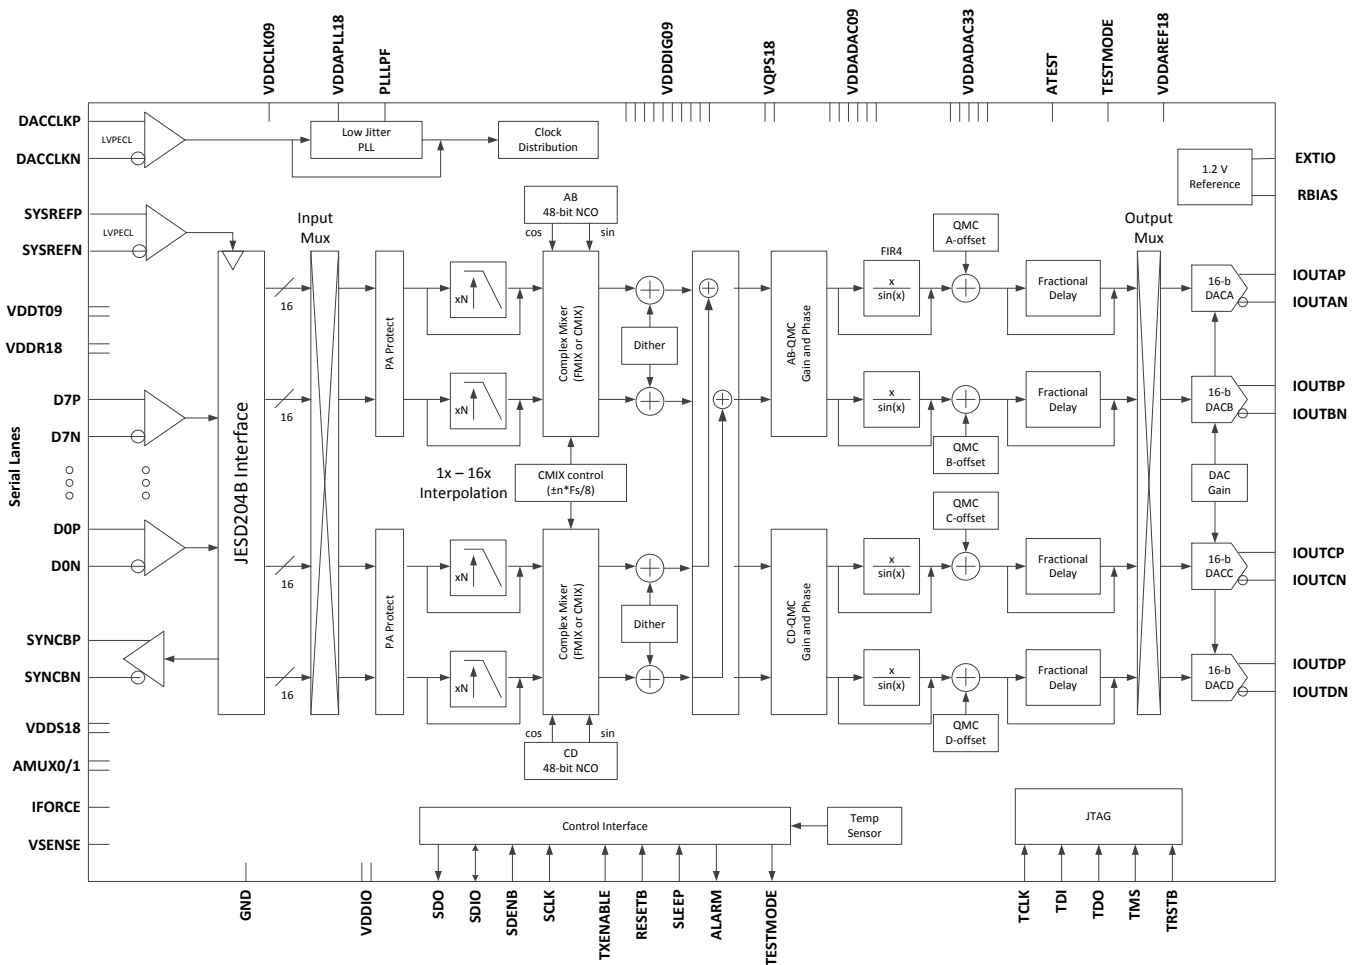 VDDCLK09
VDDAPLL18
PLLLPF
VDDDIG09
VQPS18
VDDADAC09
VDDADAC33
ATEST
TESTMODE
VDDAREF18
DACCLKP
LVPECL
DACCLKN
Low Jitter
PLL
Clock
Distribution
1.2 V
Reference
EXTIO
RBIAS
SYSREFP
LVPECL
SYSREFN
Input
Mux
AB
48-bit NCO
cos
sin
QMC
A-offset
Output
Mux
FIR4
VDDT09
VDDR18
JESD204B Interface
16
PA Protect
xN
Complex Mixer
(FMIX or CMIX)
Dither
AB-QMC
Gain and Phase
x
sin(x)
Fractional
Delay
16-b
DACA
IOUTAP
IOUTAN
Serial Lanes
D7P
D7N
16
xN
x
sin(x)
Fractional
Delay
16-b
DACB
IOUTBP
IOUTBN
QMC
B-offset
1x – 16x
Interpolation
CMIX control
(±n*Fs/8)
DAC
Gain
QMC
C-offset
D0P
D0N
16
PA Protect
xN
Complex Mixer
(FMIX or CMIX)
Dither
CD-QMC
Gain and Phase
x
sin(x)
Fractional
Delay
16-b
DACC
IOUTCP
IOUTCN
SYNCBP
SYNCBN
16
xN
x
sin(x)
Fractional
Delay
16-b
DACD
IOUTDP
IOUTDN
QMC
D-offset
cos
sin
CD
48-bit NCO
VDDS18
AMUX0/1
IFORCE
VSENSE
Control Interface
Temp
Sensor
JTAG
GND
VDDIO
SDO
SDIO
SDENB
SCLK
TXENABLE
RESETB
SLEEP
ALARM
TESTMODE
TCLK
TDI
TDO
TMS
TRSTB